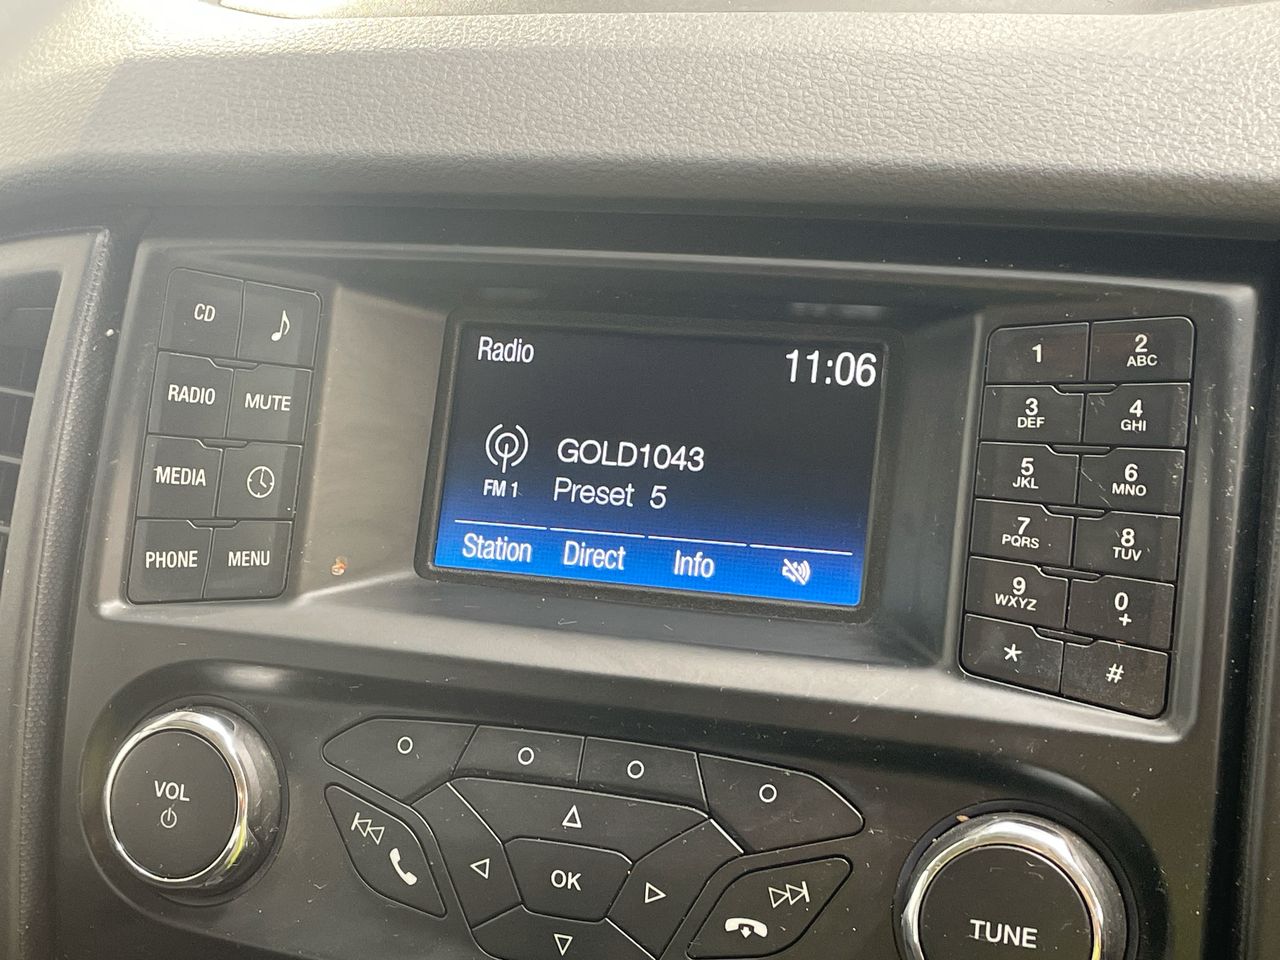 CD
RADIO MUTE
MEDIA
PHONE MENU
Radio 11:06
GOLD1043
FM 1 Preset 5
Station Direct Info
1 2 ABC
3 DEF 4 GHI
5 JKL 6 MNO
7 PQRS 8 TUV
9 WXYZ 0 +
* #
VOL
OK
TUNE